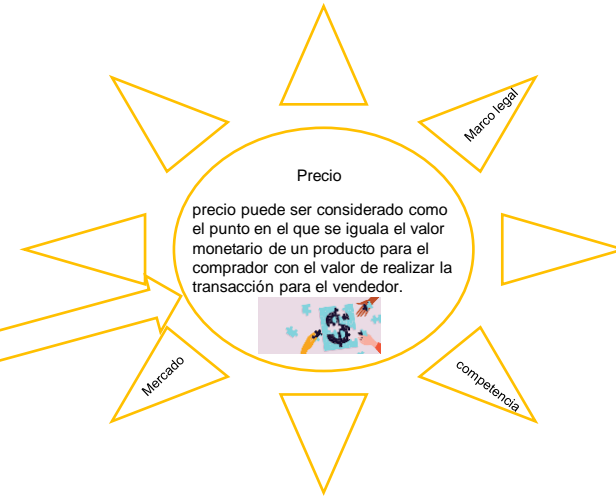 Marco legal
Precio
precio puede ser considerado como
el punto en el que se iguala el valor
monetario de un producto para el
comprador con el valor de realizar la
transacción para el vendedor.
$
Mercado
competencia